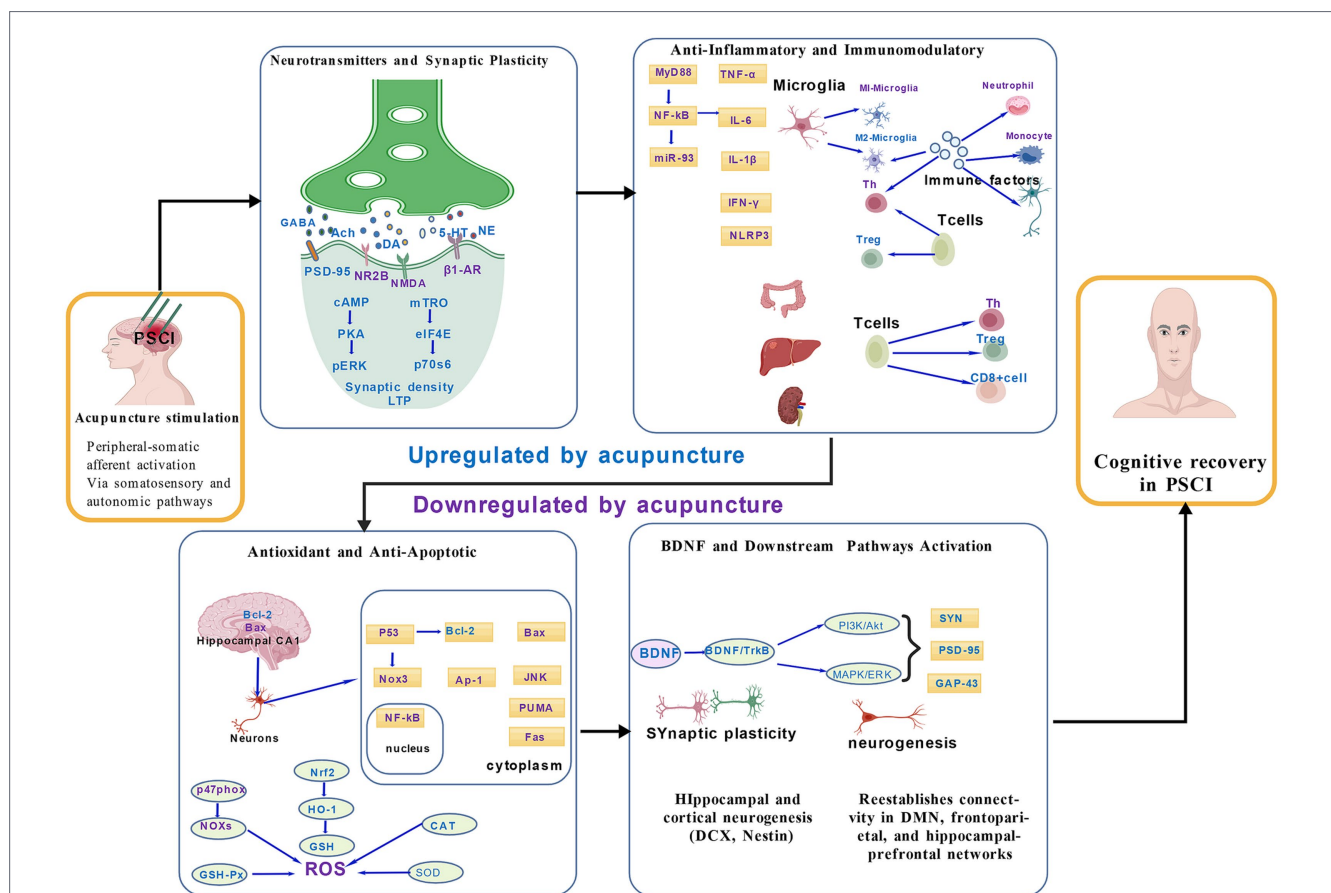 PSCI
Acupuncture stimulation
Peripheral-somatic
afferent activation
Via somatosensory and
autonomic pathways
Neurotransmitters and Synaptic Plasticity
GABA
Ach
DA
5-HT
NE
PSD-95
NR2B
NMDA
β1-AR
cAMP
PKA
pERK
mTRO
eIF4E
p70s6
Synaptic density
LTP
Anti-Inflammatory and Immunomodulatory
MyD88
NF-kB
miR-93
TNF-α
IL-6
IL-1β
IFN-γ
NLRP3
Microglia
MI-Microglia
M2-Microglia
Neutrophil
Monocyte
Immune factors
Th
Treg
Tcells
Tcells
Th
Treg
CD8+cell
Upregulated by acupuncture
Downregulated by acupuncture
Antioxidant and Anti-Apoptotic
Bcl-2
Bax
Hippocampal CA1
Neurons
P53
Bcl-2
Bax
Nox3
Ap-1
JNK
NF-kB
nucleus
PUMA
Fas
cytoplasm
p47phox
NOXs
GSH-Px
Nrf2
HO-1
GSH
ROS
CAT
SOD
BDNF and Downstream Pathways Activation
BDNF
BDNF/TrkB
PI3K/Akt
MAPK/ERK
SYN
PSD-95
GAP-43
SYnaptic plasticity
neurogenesis
HIppocampal and
cortical neurogenesis
(DCX, Nestin)
Reestablishes connect-
vity in DMN, frontopari-
etal, and hippocampal-
prefrontal networks
Cognitive recovery
in PSCI